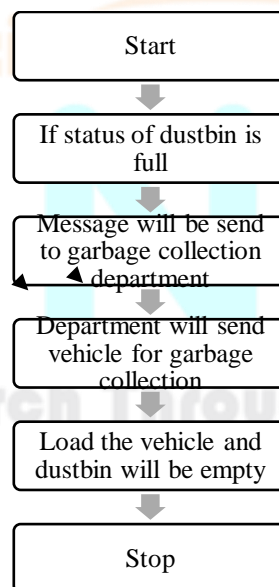 Start
If status of dustbin is
full
Message will be send
to garbage collection
department
Department will send
vehicle for garbage
collection
Load the vehicle and
dustbin will be empty
Stop